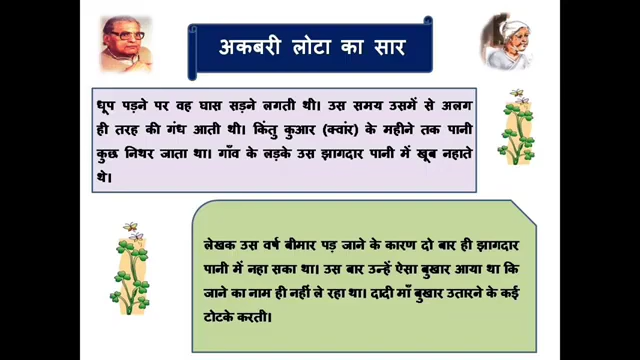 अकबरी लोटा का सार
धूप पड़ने पर वह घास सड़ने लगती थी। उस समय उसमें से अलग
ही तरह की गंध आती थी। किंतु कुआर (क्वांर) के महीने तक पानी
कुछ निथर जाता था। गाँव के लड़के उस झागदार पानी में खूब नहाते
थे।
लेखक उस वर्ष बीमार पड़ जाने के कारण दो बार ही झागदार
पानी में नहा सका था। उस बार उन्हें ऐसा बुखार आया था कि
जाने का नाम ही नहीं ले रहा था। दादी माँ बुखार उतारने के कई
टोटके करती।